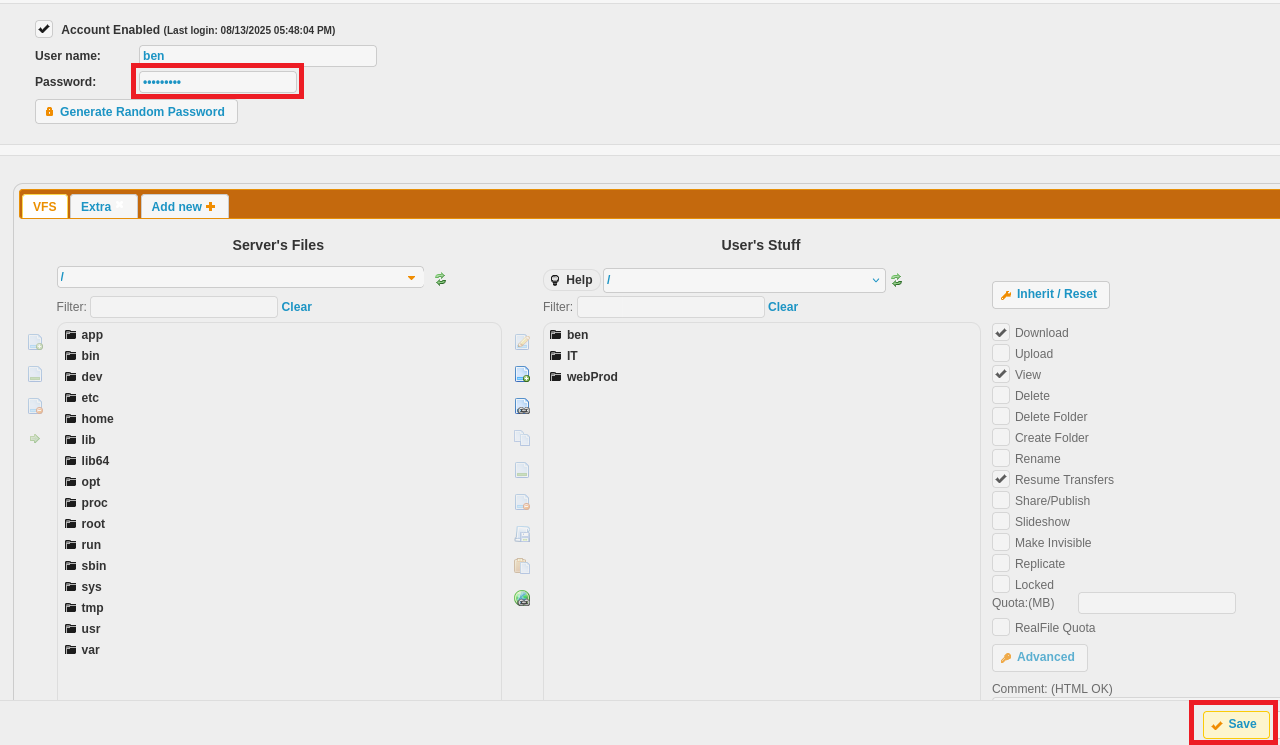 Account Enabled (Last login: 08/13/2025 05:48:04 PM)
User name: ben
Password: •••••••••
Generate Random Password
VFS Extra Add new
Server's Files
/
Filter: Clear
app
bin
dev
etc
home
lib
lib64
opt
proc
root
run
sbin
sys
tmp
usr
var
User's Stuff
Help /
Filter: Clear
ben
IT
webProd
Inherit / Reset
Download
Upload
View
Delete
Delete Folder
Create Folder
Rename
Resume Transfers
Share/Publish
Slideshow
Make Invisible
Replicate
Locked
Quota:(MB)
RealFile Quota
Advanced
Comment: (HTML OK)
Save